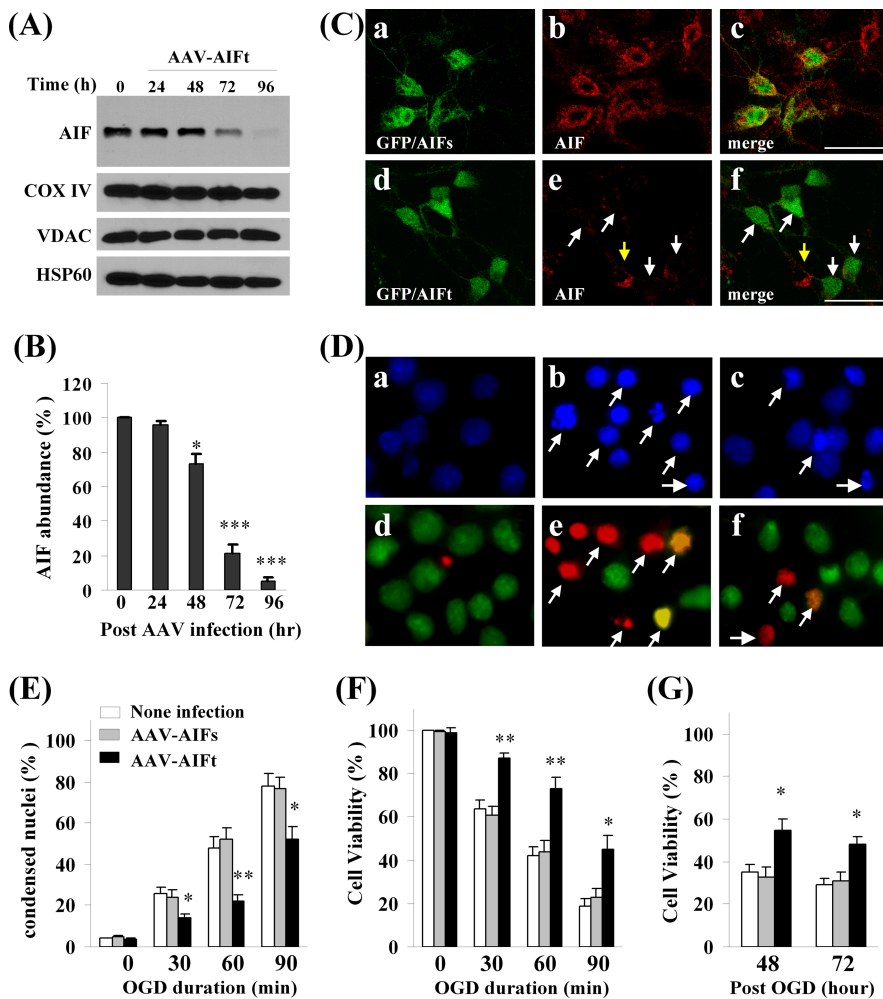 (A)
AAV-AIFt
Time (h) 0 24 48 72 96
AIF
COX IV
VDAC
HSP60
(B)
AIF abundance (%)
120
100
80
60
40
20
0
*
***
***
0 24 48 72 96
Post AAV infection (hr)
(C)
a b c
GFP/AIFs AIF merge
d e f
GFP/AIFt AIF merge
(D)
a b c
d e f
(E)
None infection
AAV-AIFs
AAV-AIFt
condensed nuclei (%)
100
80
60
40
20
0
*
**
*
0 30 60 90
OGD duration (min)
(F)
Cell Viability (%)
100
80
60
40
20
0
**
**
*
0 30 60 90
OGD duration (min)
(G)
Cell Viability (%)
100
80
60
40
20
0
*
*
48 72
Post OGD (hour)